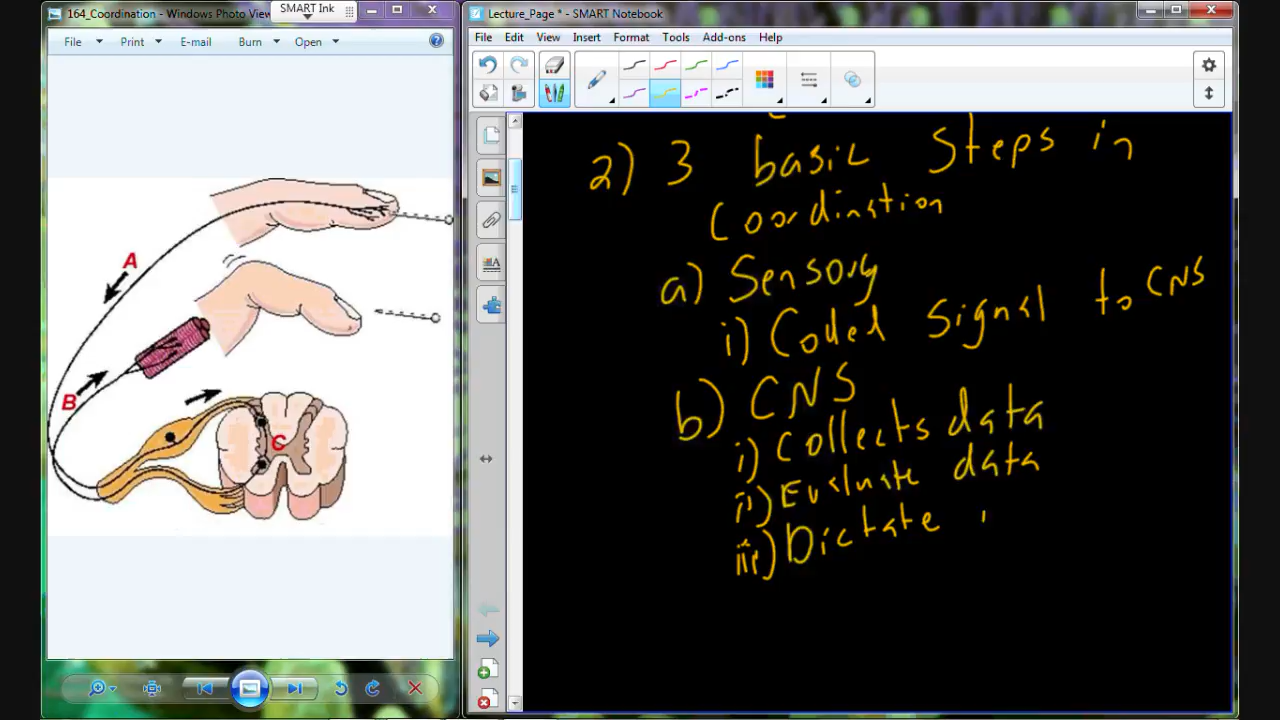 164_Coordination - Windows Photo View
SMART Ink
File Print E-mail Burn Open
A
B
C
Lecture_Page * - SMART Notebook
File Edit View Insert Format Tools Add-ons Help
2) 3 basic Steps in
Coordination
a) Sensory
i) Coded signal to CNS
b) CNS
i) Collects data
ii) Evaluate data
iii) Dictate